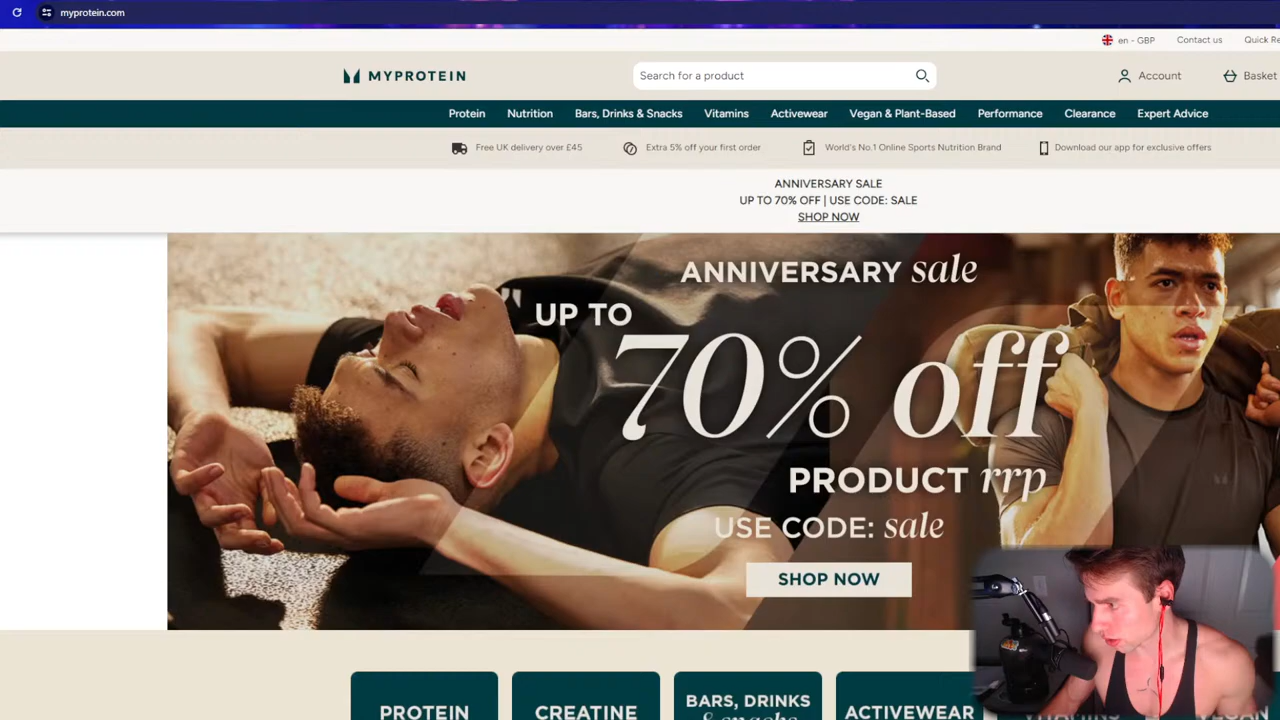 myprotein.com
en - GBP
Contact us
Quick Re
MYPROTEIN
Search for a product
Account
Basket
Protein
Nutrition
Bars, Drinks & Snacks
Vitamins
Activewear
Vegan & Plant-Based
Performance
Clearance
Expert Advice
Free UK delivery over £45
Extra 5% off your first order
World's No.1 Online Sports Nutrition Brand
Download our app for exclusive offers
ANNIVERSARY SALE
UP TO 70% OFF | USE CODE: SALE
SHOP NOW
ANNIVERSARY sale
UP TO
70% off
PRODUCT rrp
USE CODE: sale
SHOP NOW
PROTEIN
CREATINE
BARS, DRINKS
& snacks
ACTIVEWEAR